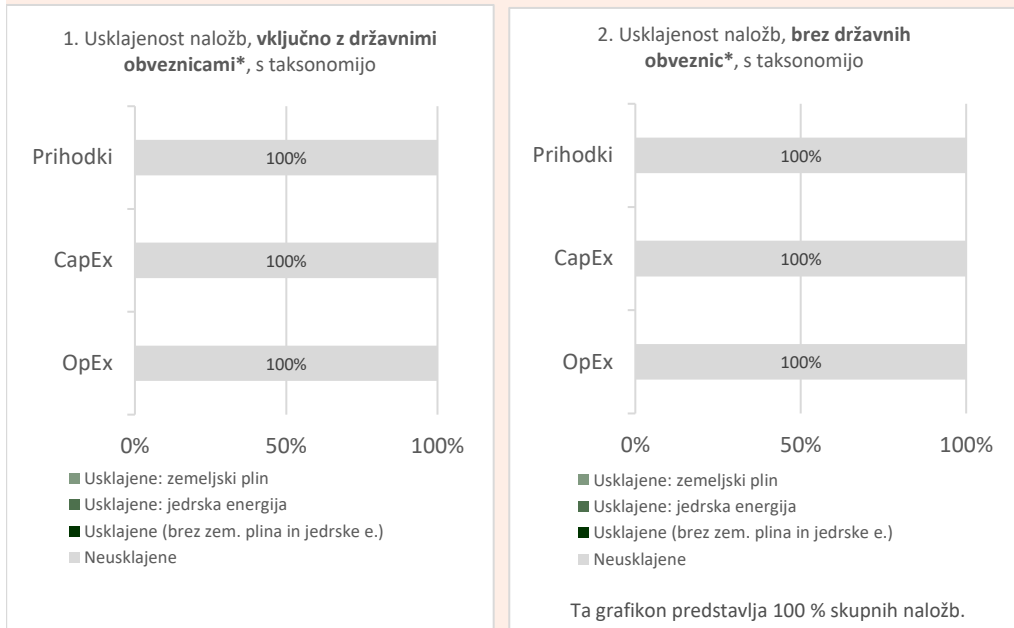 1. Usklajenost naložb, vključno z državnimi
obveznicami*, s taksonomijo
Prihodki
100%
CapEx
100%
OpEx
100%
0%
50%
100%
Usklajene: zemeljski plin
Usklajene: jedrska energija
Usklajene (brez zem. plina in jedrske e.)
Neusklajene
2. Usklajenost naložb, brez državnih
obveznic*, s taksonomijo
Prihodki
100%
CapEx
100%
OpEx
100%
0%
50%
100%
Usklajene: zemeljski plin
Usklajene: jedrska energija
Usklajene (brez zem. plina in jedrske e.)
Neusklajene
Ta grafikon predstavlja 100 % skupnih naložb.